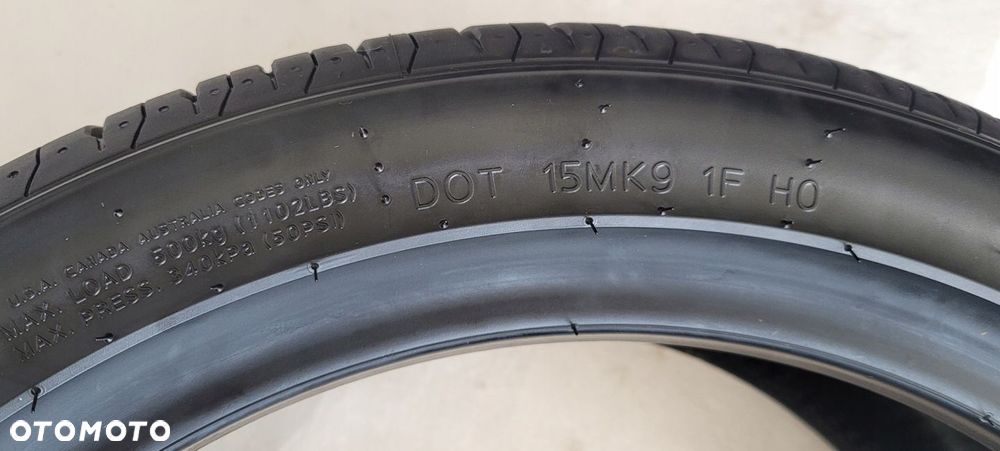 U.S.A. CANADA AUSTRALIA CODES ONLY
MAX. LOAD 500kg (1102LBS)
MAX. PRESS. 340kPa (50PSI)
DOT 15MK9 1F H0
OTOMOTO